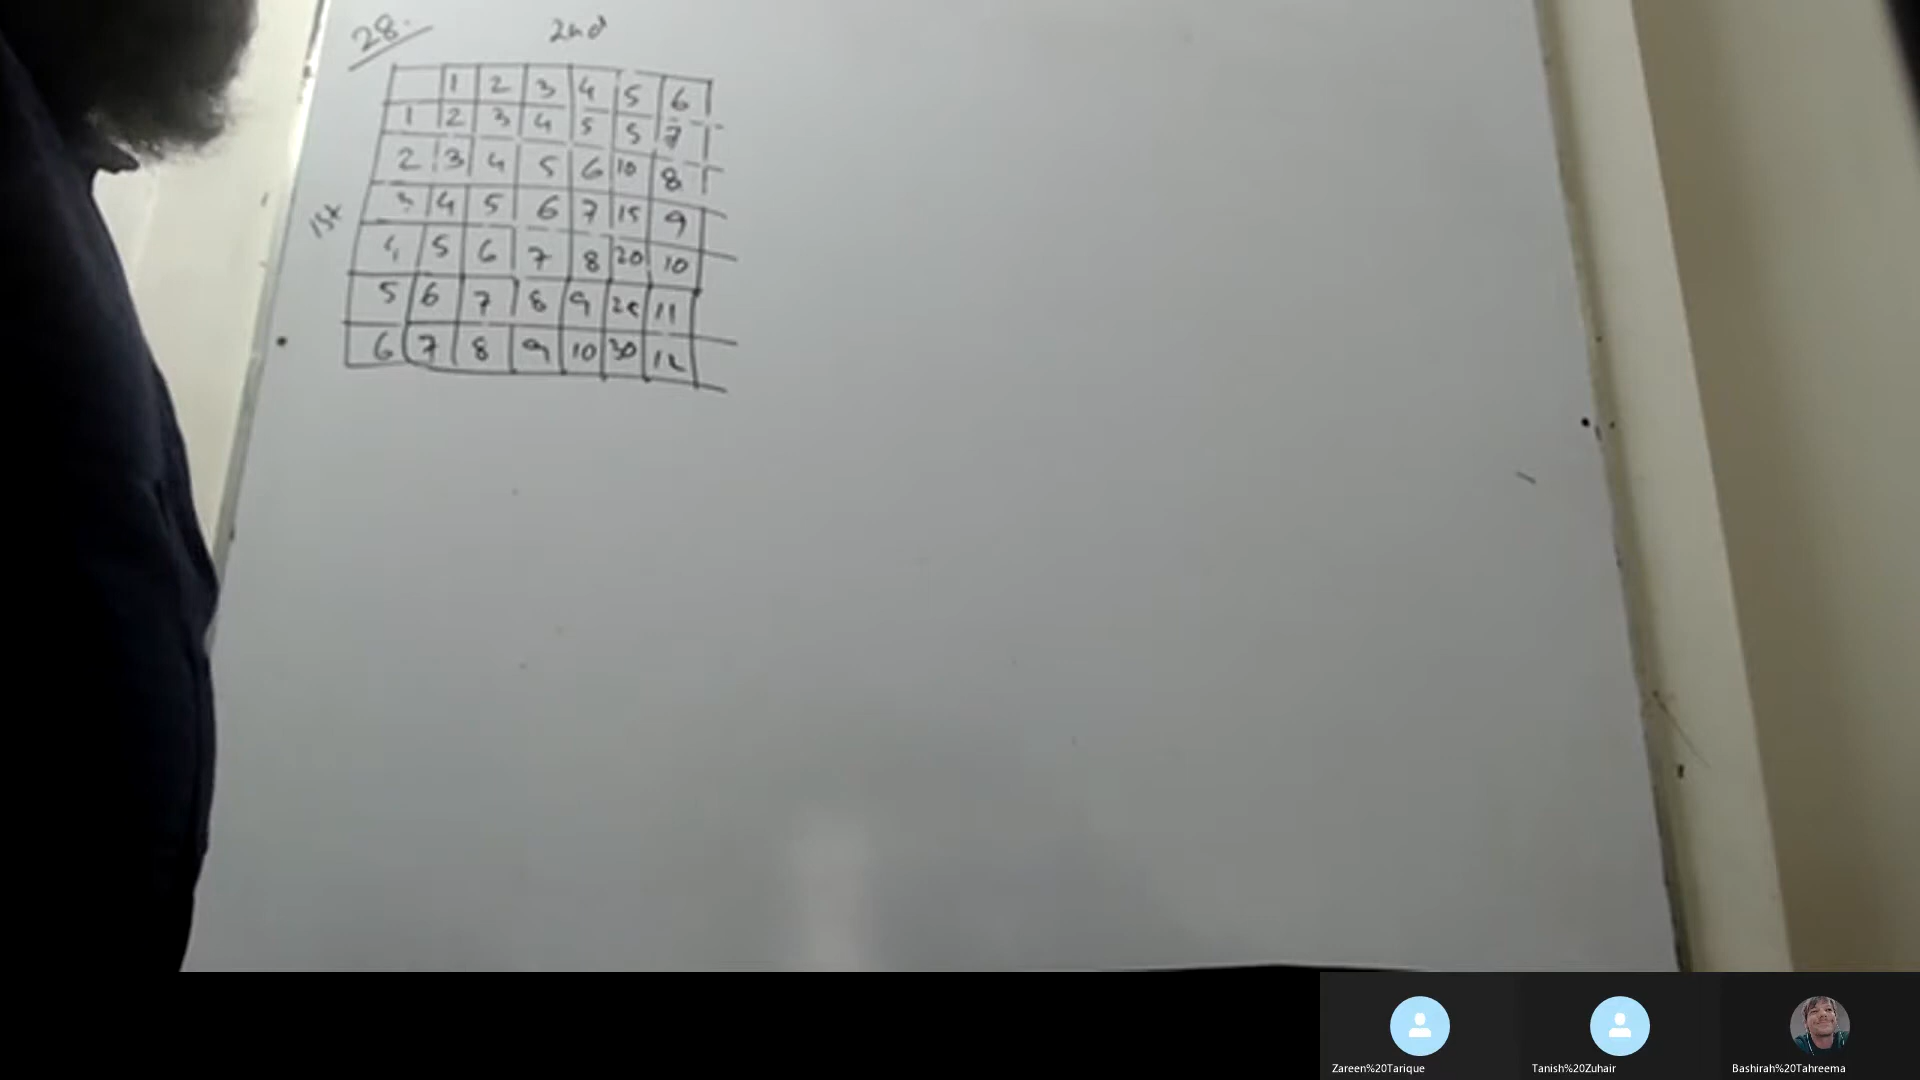 28.
2nd
1 2 3 4 5 6
1 2 3 4 5 5 7
2 3 4 5 6 10 8
3 4 5 6 7 15 9
1st
4 5 6 7 8 20 10
5 6 7 8 9 11
6 7 8 9 10 30 12
Zareen%20Tarique
Tanish%20Zuhair
Bashirah%20Tahreema